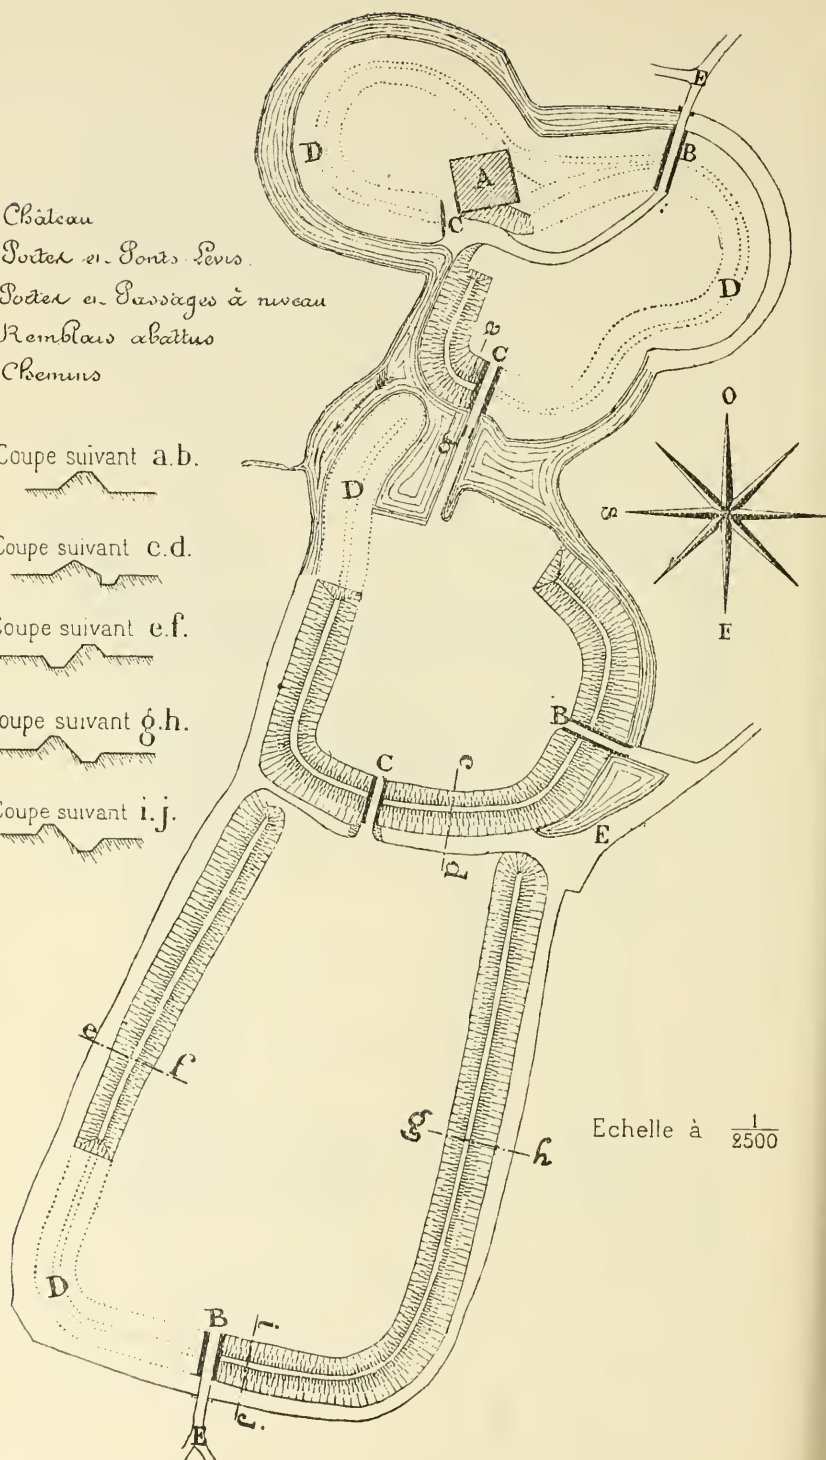 Château
Portes et Ponts Levis
Portes et Passages à niveau
Remblais abattus
Chemins
Coupe suivant a.b.
Coupe suivant c.d.
Coupe suivant e.f.
Coupe suivant g.h.
Coupe suivant i.j.
E
B
D
A
C
D
a
C
b
D
O
S
E
B
C
c
d
E
e
f
g
h
Echelle à 1/2500
D
B
i
j.
E